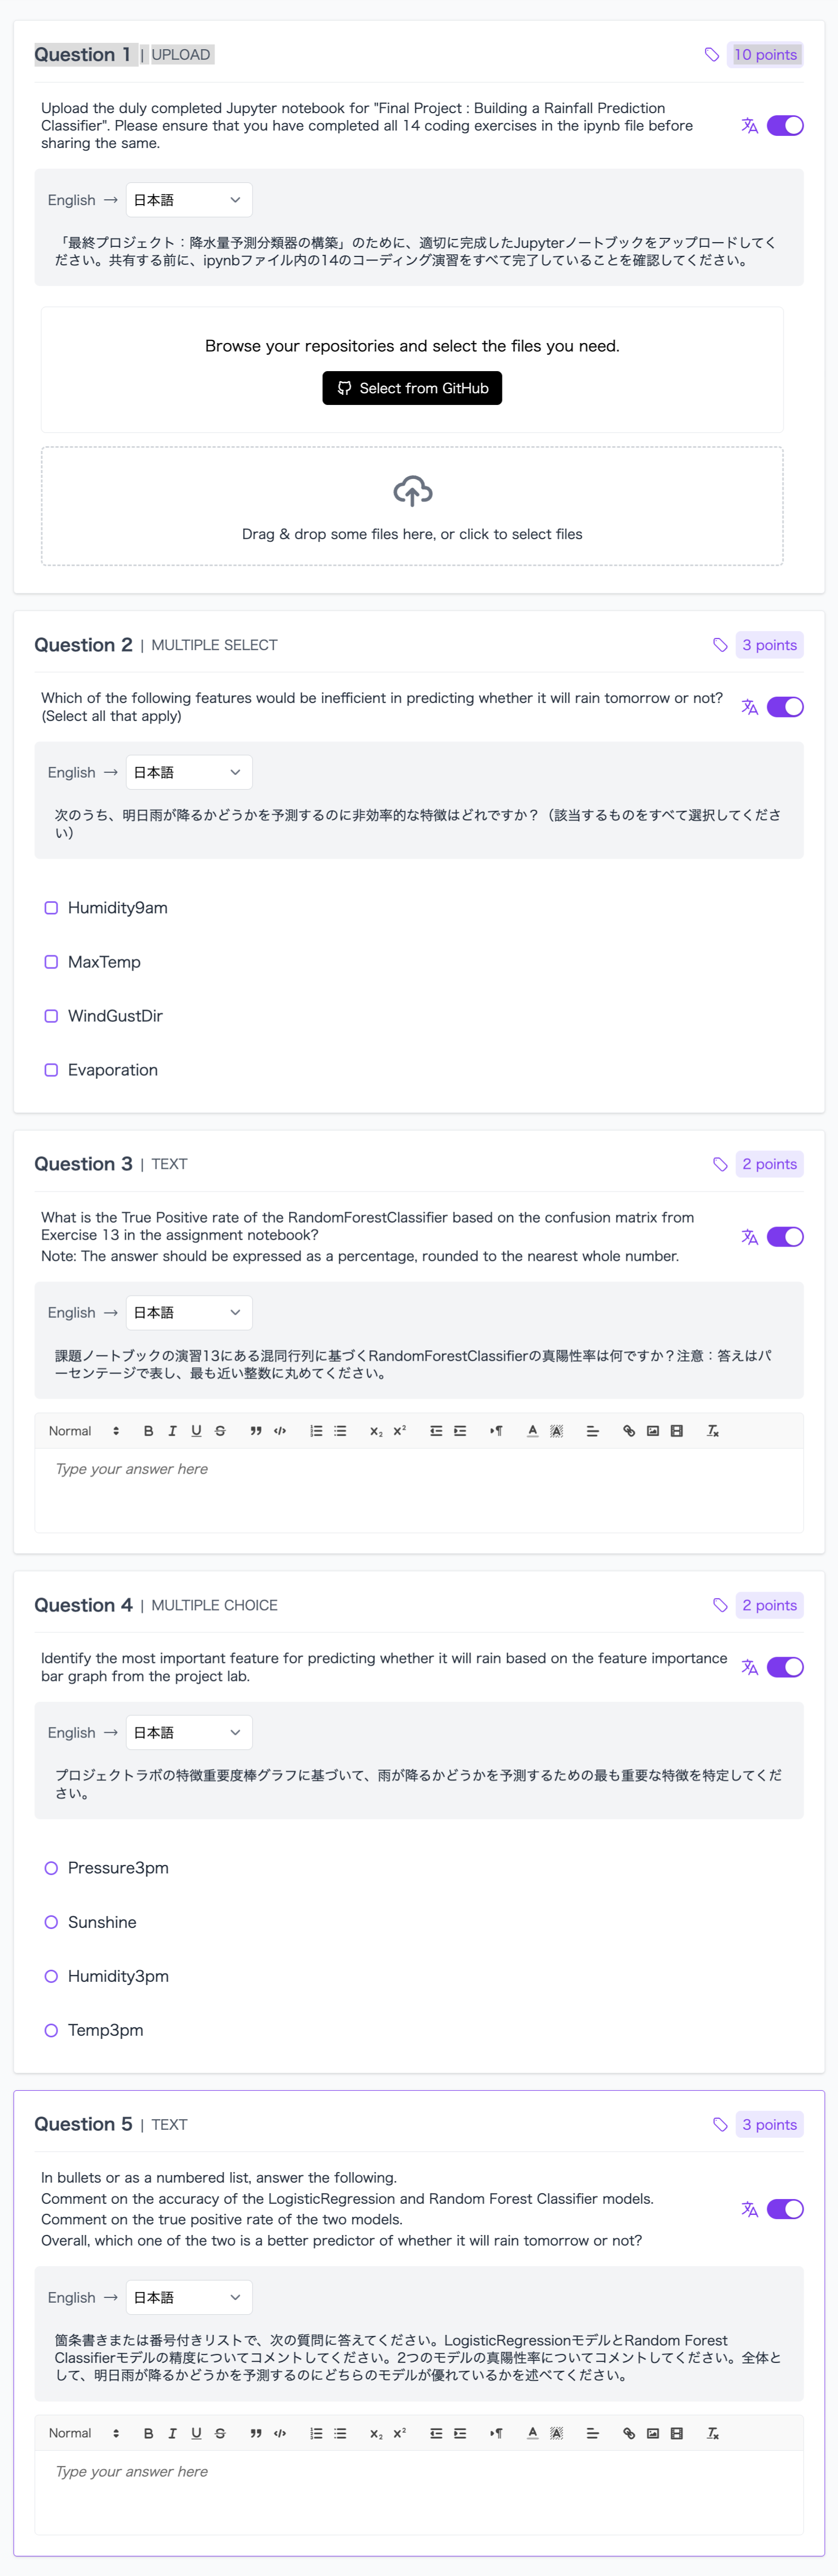 Question 1 | UPLOAD
10 points
Upload the duly completed Jupyter notebook for "Final Project : Building a Rainfall Prediction
Classifier". Please ensure that you have completed all 14 coding exercises in the ipynb file before
sharing the same.
English → 日本語
「最終プロジェクト：降水量予測分類器の構築」のために、適切に完成したJupyterノートブックをアップロードしてく
ださい。共有する前に、ipynbファイル内の14のコーディング演習をすべて完了していることを確認してください。
Browse your repositories and select the files you need.
Select from GitHub
Drag & drop some files here, or click to select files
Question 2 | MULTIPLE SELECT
3 points
Which of the following features would be inefficient in predicting whether it will rain tomorrow or not?
(Select all that apply)
English → 日本語
次のうち、明日雨が降るかどうかを予測するのに非効率的な特徴はどれですか？（該当するものをすべて選択してくださ
い）
Humidity9am
MaxTemp
WindGustDir
Evaporation
Question 3 | TEXT
2 points
What is the True Positive rate of the RandomForestClassifier based on the confusion matrix from
Exercise 13 in the assignment notebook?
Note: The answer should be expressed as a percentage, rounded to the nearest whole number.
English → 日本語
課題ノートブックの演習13にある混同行列に基づくRandomForestClassifierの真陽性率は何ですか？注意：答えはパ
ーセンテージで表し、最も近い整数に丸めてください。
Normal
Type your answer here
Question 4 | MULTIPLE CHOICE
2 points
Identify the most important feature for predicting whether it will rain based on the feature importance
bar graph from the project lab.
English → 日本語
プロジェクトラボの特徴重要度棒グラフに基づいて、雨が降るかどうかを予測するための最も重要な特徴を特定してくだ
さい。
Pressure3pm
Sunshine
Humidity3pm
Temp3pm
Question 5 | TEXT
3 points
In bullets or as a numbered list, answer the following.
Comment on the accuracy of the LogisticRegression and Random Forest Classifier models.
Comment on the true positive rate of the two models.
Overall, which one of the two is a better predictor of whether it will rain tomorrow or not?
English → 日本語
箇条書きまたは番号付きリストで、次の質問に答えてください。LogisticRegressionモデルとRandom Forest
Classifierモデルの精度についてコメントしてください。2つのモデルの真陽性率についてコメントしてください。全体と
して、明日雨が降るかどうかを予測するのにどちらのモデルが優れているかを述べてください。
Normal
Type your answer here